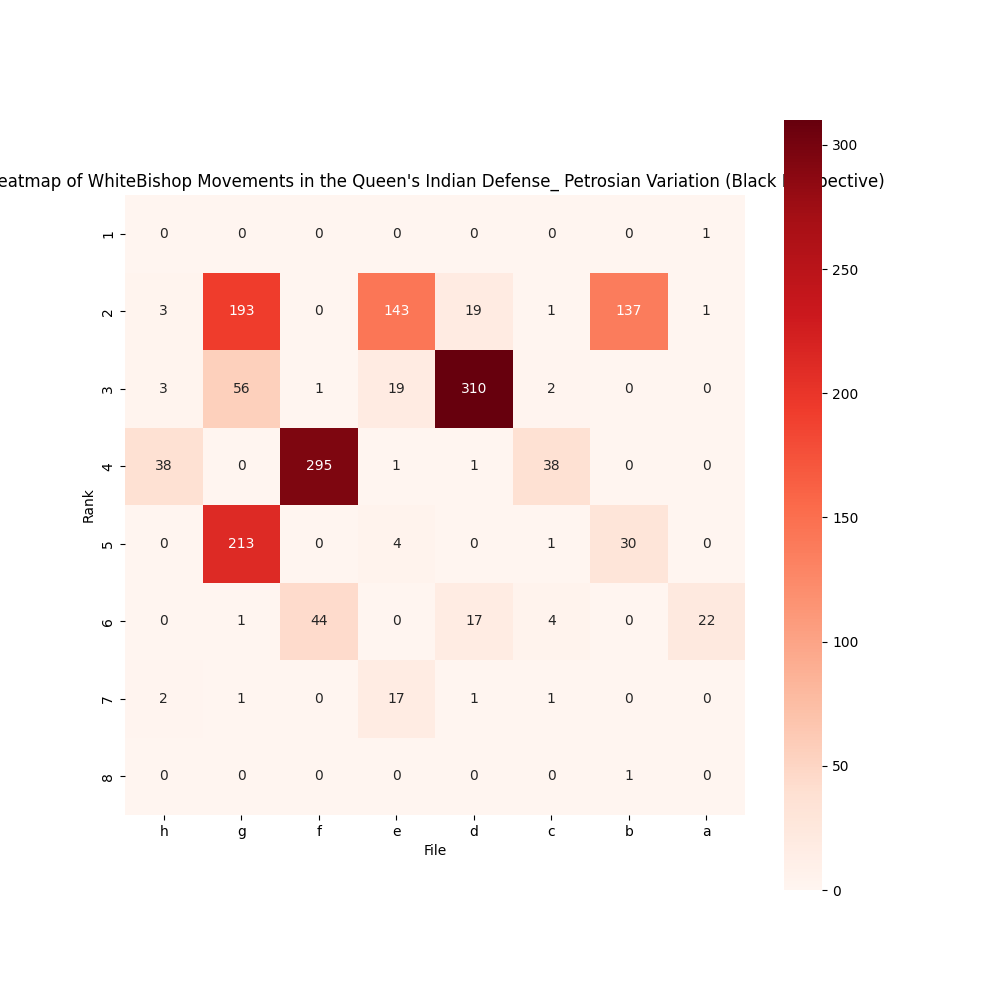 eatmap of WhiteBishop Movements in the Queen's Indian Defense_ Petrosian Variation (Black Perspective)
Rank
1 0 0 0 0 0 0 0 1
2 3 193 0 143 19 1 137 1
3 3 56 1 19 310 2 0 0
4 38 0 295 1 1 38 0 0
5 0 213 0 4 0 1 30 0
6 0 1 44 0 17 4 0 22
7 2 1 0 17 1 1 0 0
8 0 0 0 0 0 0 1 0
h g f e d c b a
File
300
250
200
150
100
50
0